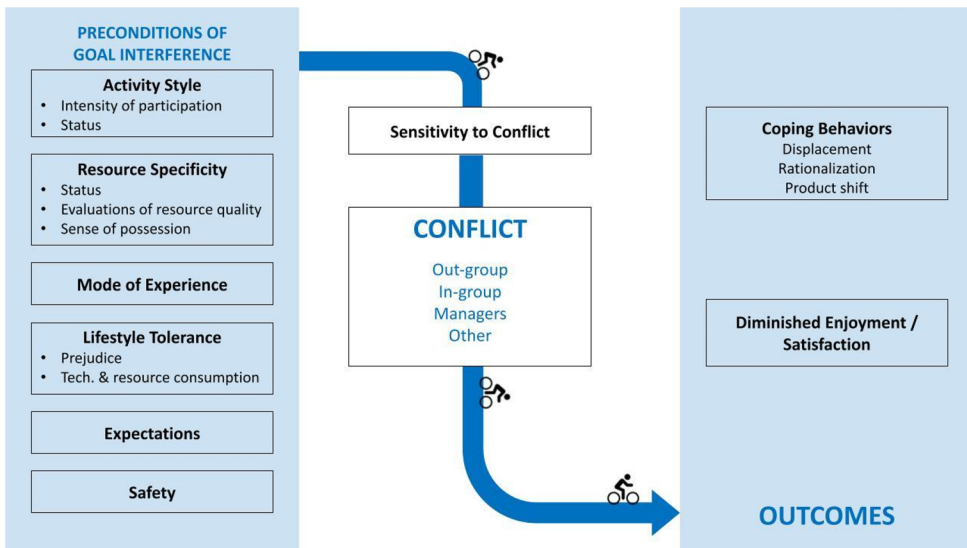 PRECONDITIONS OF
GOAL INTERFERENCE
Activity Style
• Intensity of participation
• Status
Resource Specificity
• Status
• Evaluations of resource quality
• Sense of possession
Mode of Experience
Lifestyle Tolerance
• Prejudice
• Tech. & resource consumption
Expectations
Safety
Sensitivity to Conflict
CONFLICT
Out-group
In-group
Managers
Other
Coping Behaviors
Displacement
Rationalization
Product shift
Diminished Enjoyment /
Satisfaction
OUTCOMES